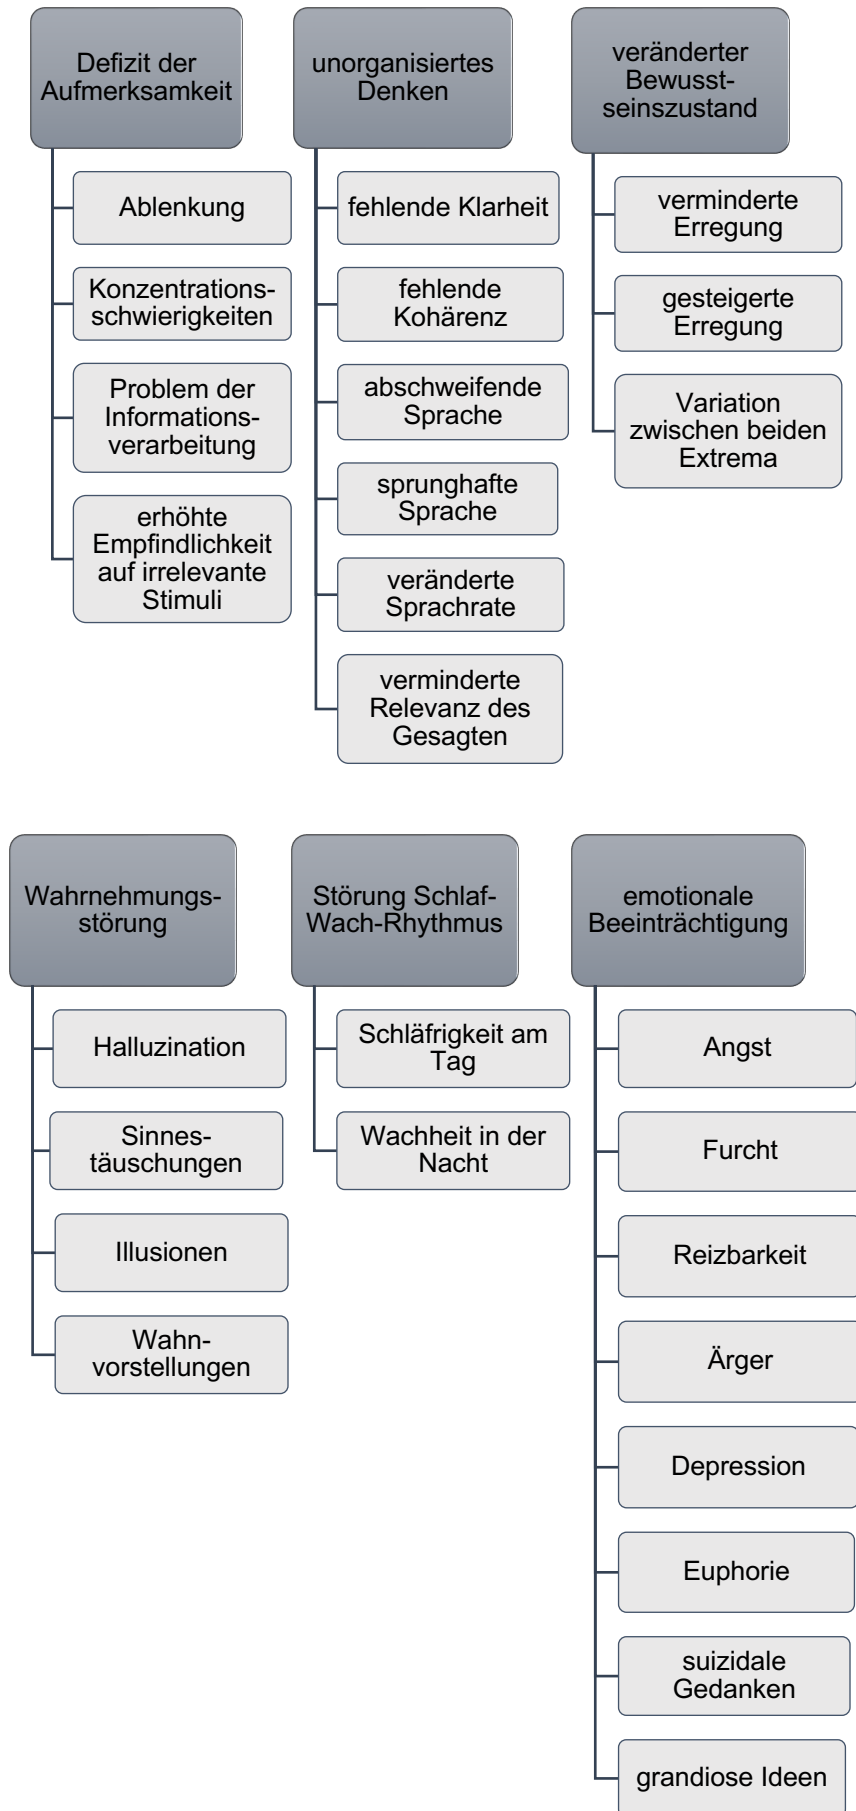 Defizit der
Aufmerksamkeit
Ablenkung
Konzentrations-
schwierigkeiten
Problem der
Informations-
verarbeitung
erhöhte
Empfindlichkeit
auf irrelevante
Stimuli
unorganisiertes
Denken
fehlende Klarheit
fehlende
Kohärenz
abschweifende
Sprache
sprunghafte
Sprache
veränderte
Sprachrate
verminderte
Relevanz des
Gesagten
veränderter
Bewusst-
seinszustand
verminderte
Erregung
gesteigerte
Erregung
Variation
zwischen beiden
Extrema
Wahrnehmungs-
störung
Halluzination
Sinnes-
täuschungen
Illusionen
Wahn-
vorstellungen
Störung Schlaf-
Wach-Rhythmus
Schläfrigkeit am
Tag
Wachheit in der
Nacht
emotionale
Beeinträchtigung
Angst
Furcht
Reizbarkeit
Ärger
Depression
Euphorie
suizidale
Gedanken
grandiose Ideen